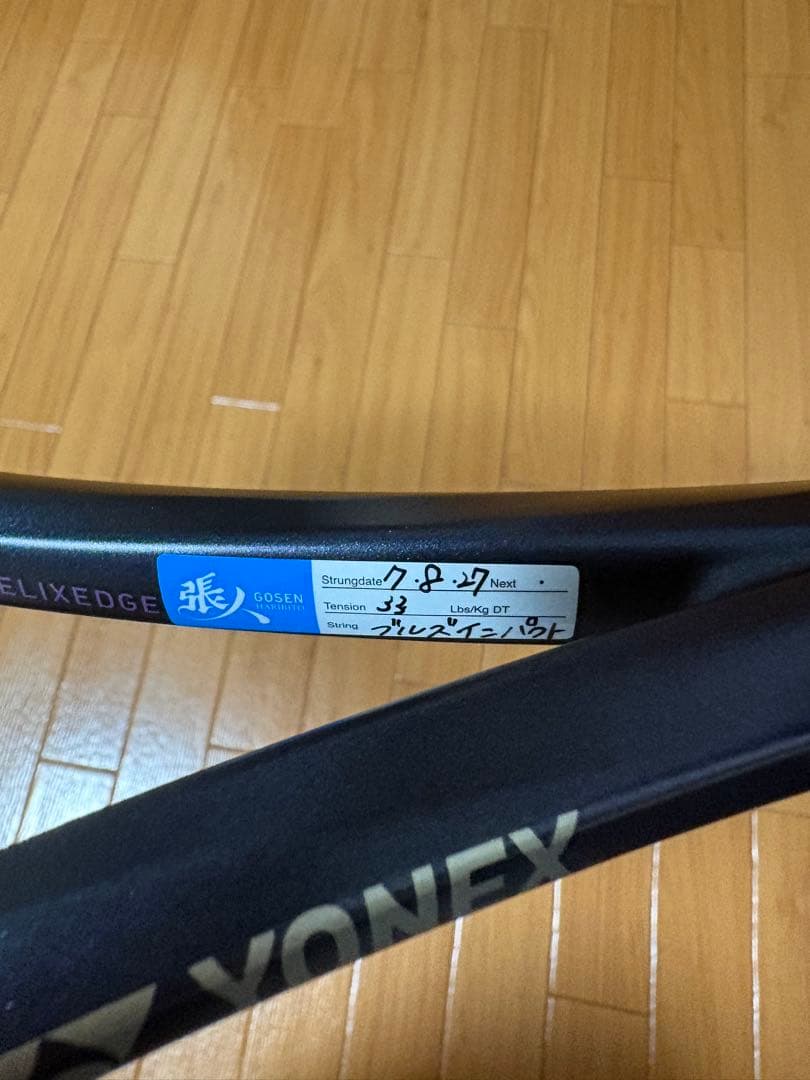 ELIXEDGE
張人 GOSEN
HARIBITO
Strungdate 7.8.27 Next .
Tension 33 Lbs/Kg DT
String ブルズインパクト
YONEX